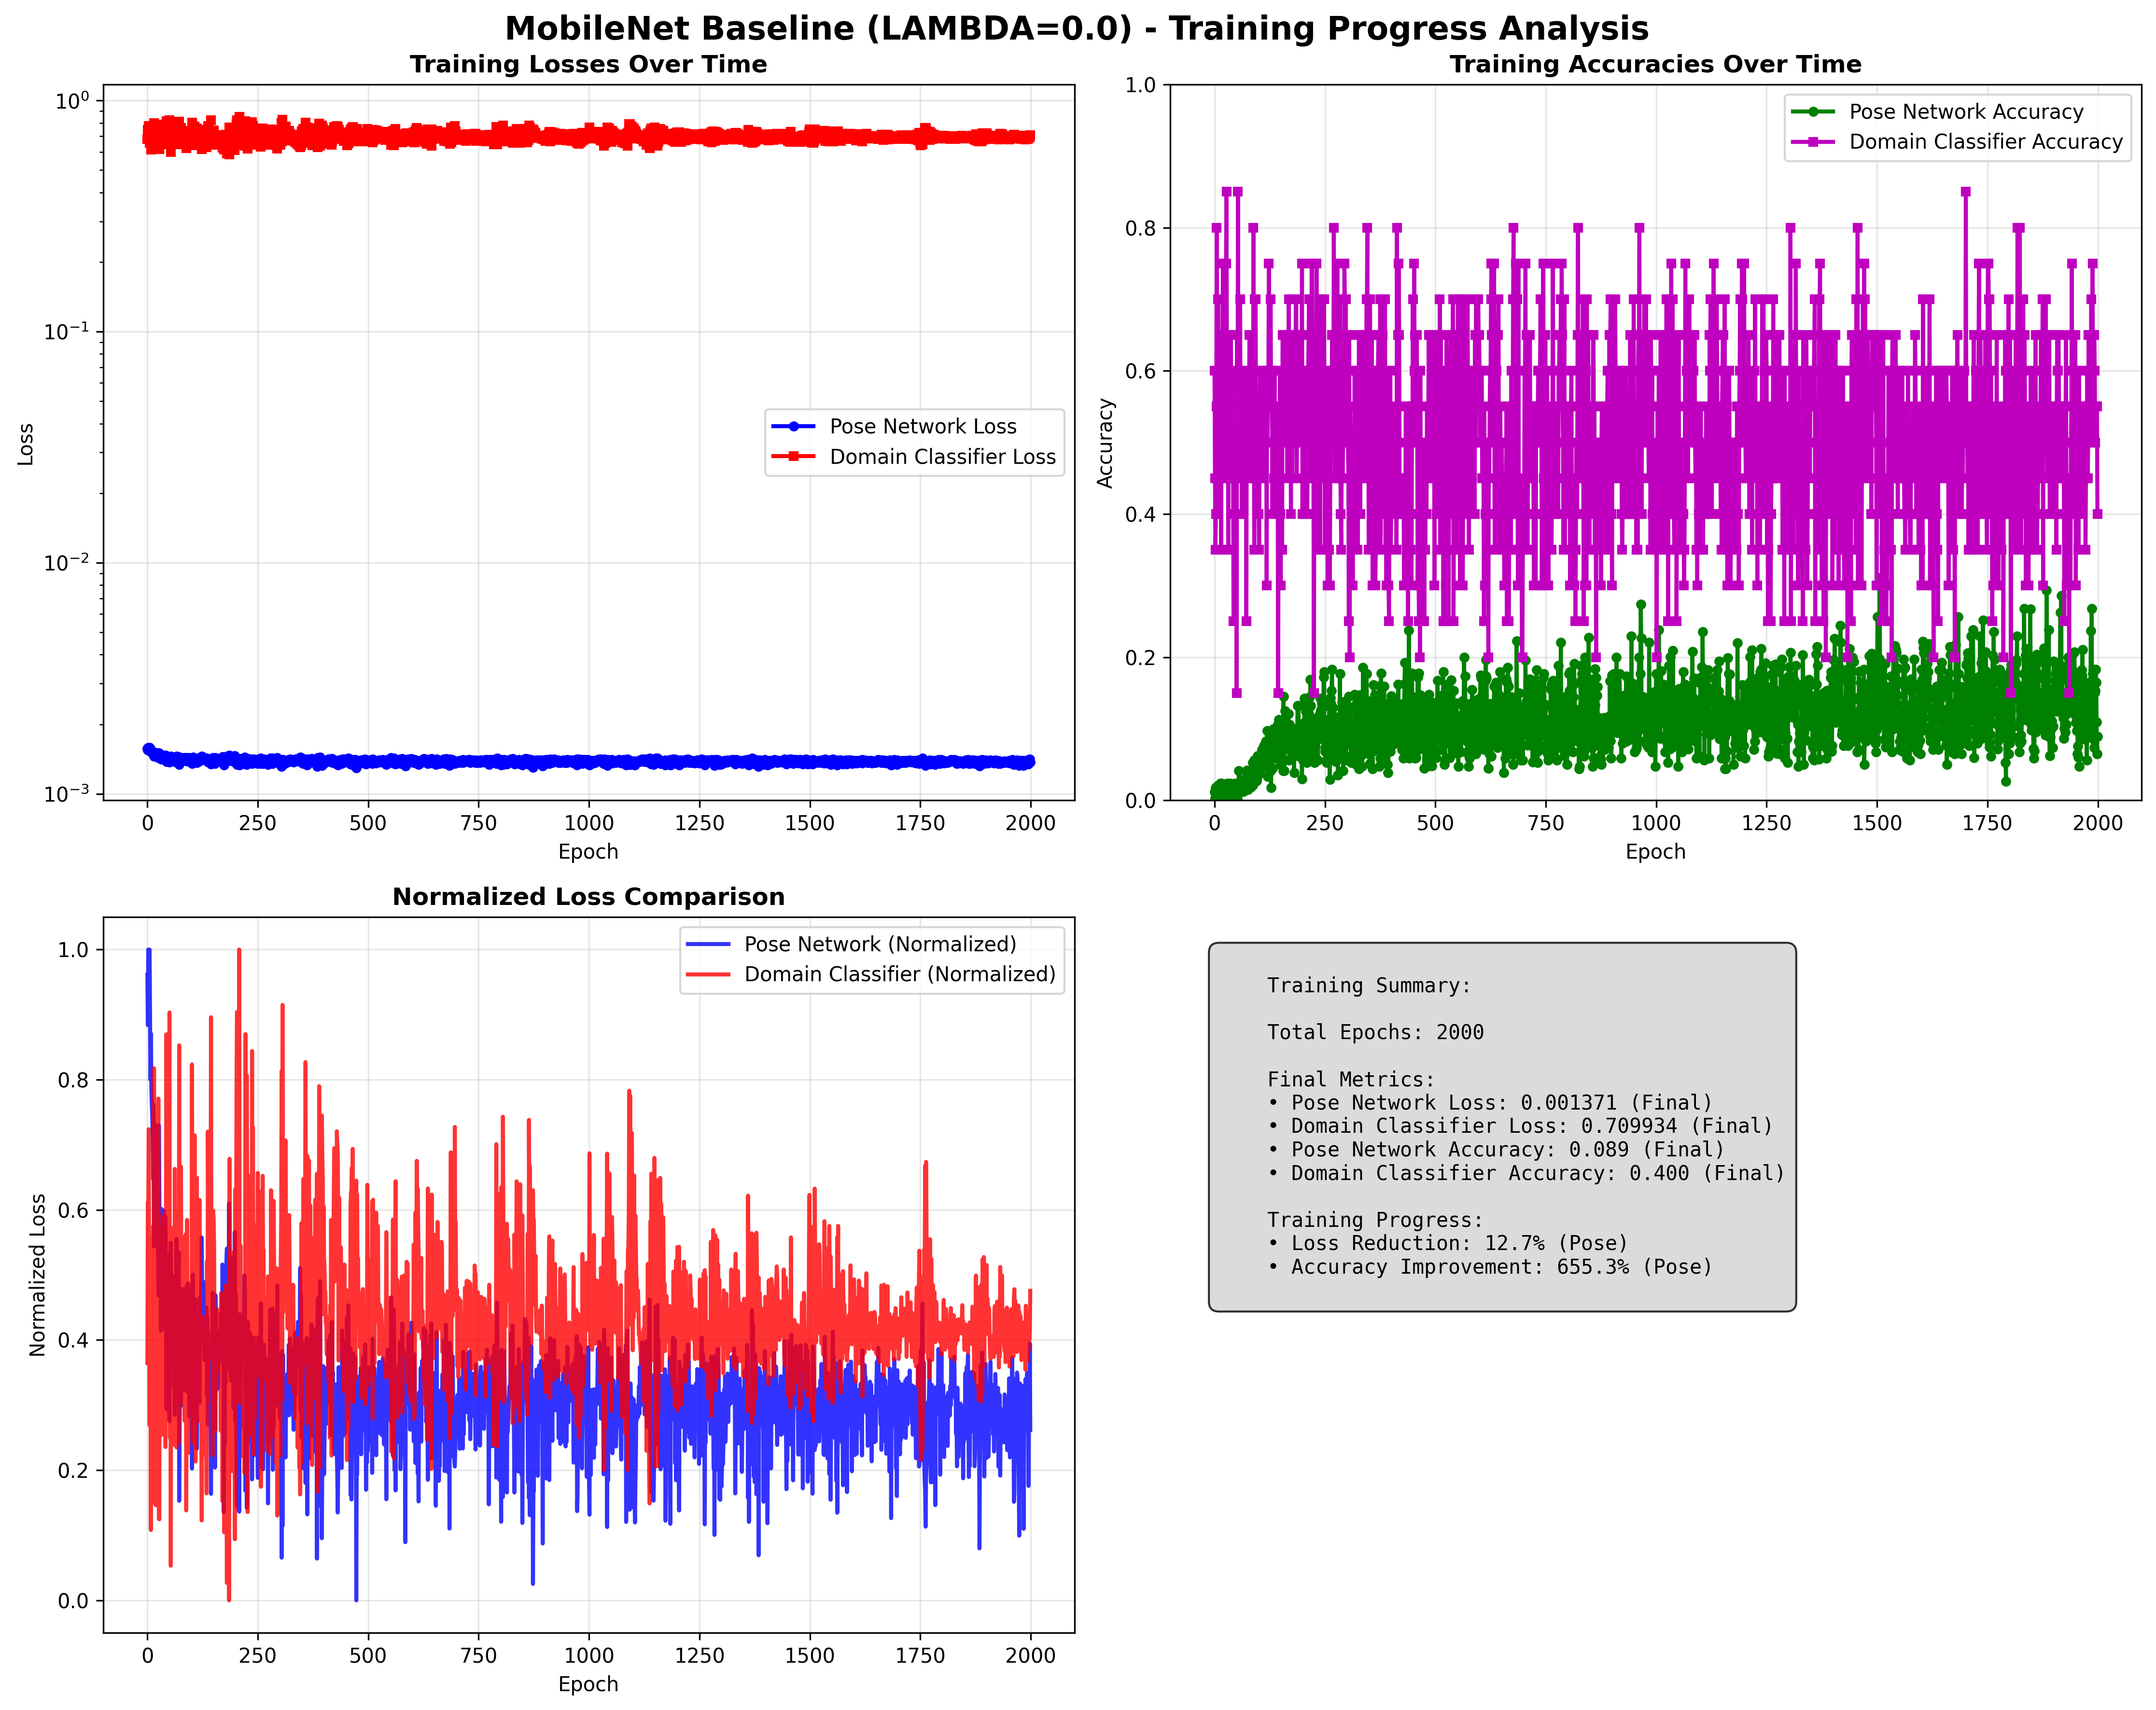 MobileNet Baseline (LAMBDA=0.0) - Training Progress Analysis
Training Losses Over Time
10⁰
10⁻¹
10⁻²
10⁻³
Loss
0 250 500 750 1000 1250 1500 1750 2000
Epoch
Pose Network Loss
Domain Classifier Loss
Training Accuracies Over Time
1.0
0.8
0.6
0.4
0.2
0.0
Accuracy
0 250 500 750 1000 1250 1500 1750 2000
Epoch
Pose Network Accuracy
Domain Classifier Accuracy
Normalized Loss Comparison
1.0
0.8
0.6
0.4
0.2
0.0
Normalized Loss
0 250 500 750 1000 1250 1500 1750 2000
Epoch
Pose Network (Normalized)
Domain Classifier (Normalized)
Training Summary:
Total Epochs: 2000
Final Metrics:
• Pose Network Loss: 0.001371 (Final)
• Domain Classifier Loss: 0.709934 (Final)
• Pose Network Accuracy: 0.089 (Final)
• Domain Classifier Accuracy: 0.400 (Final)
Training Progress:
• Loss Reduction: 12.7% (Pose)
• Accuracy Improvement: 655.3% (Pose)